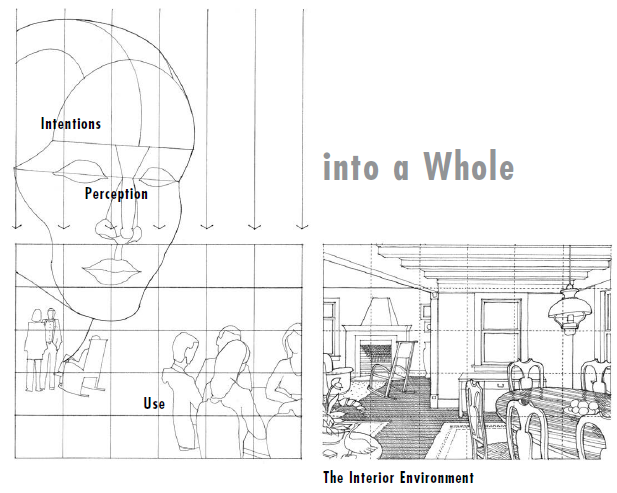 Intentions
Perception
into a Whole
Use
The Interior Environment